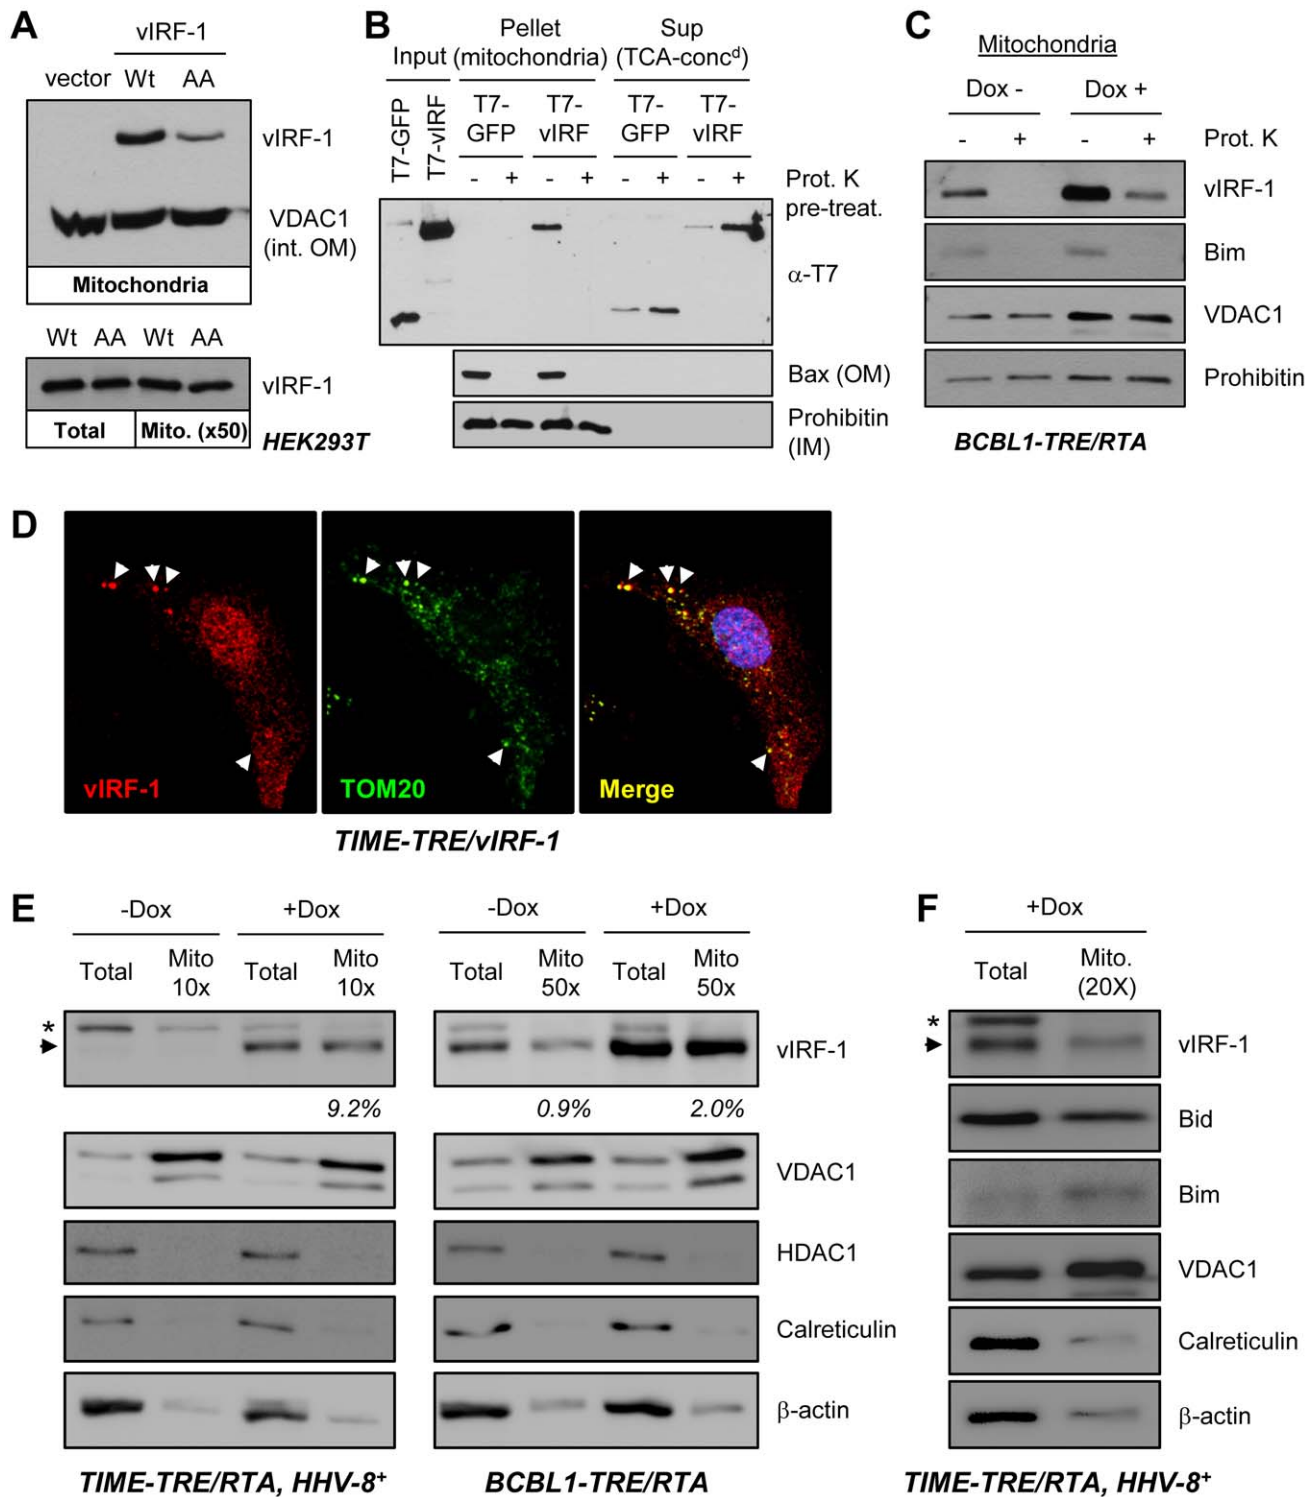 A
vIRF-1
vector Wt AA
vIRF-1
VDAC1
(int. OM)
Mitochondria
Wt AA Wt AA
vIRF-1
Total Mito. (x50)
HEK293T
B
Pellet Sup
Input (mitochondria) (TCA-concᵈ)
T7-GFP
T7-vIRF
T7- T7- T7- T7-
GFP vIRF GFP vIRF
- + - + - + - + Prot. K
pre-treat.
α-T7
Bax (OM)
Prohibitin
(IM)
C
Mitochondria
Dox - Dox +
- + - + Prot. K
vIRF-1
Bim
VDAC1
Prohibitin
BCBL1-TRE/RTA
D
vIRF-1
TOM20
Merge
TIME-TRE/vIRF-1
E
-Dox +Dox -Dox +Dox
Total Mito Total Mito Total Mito Total Mito
10x 10x 50x 50x
*
vIRF-1
9.2% 0.9% 2.0%
VDAC1
HDAC1
Calreticulin
β-actin
TIME-TRE/RTA, HHV-8⁺
BCBL1-TRE/RTA
F
+Dox
Total Mito.
(20X)
*
vIRF-1
Bid
Bim
VDAC1
Calreticulin
β-actin
TIME-TRE/RTA, HHV-8⁺